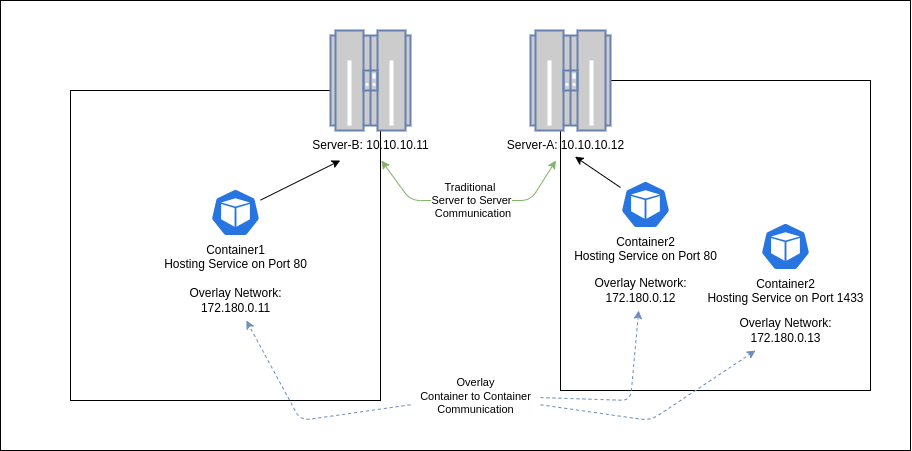 Server-B: 10.10.10.11
Server-A: 10.10.10.12
Traditional
Server to Server
Communication
Container1
Hosting Service on Port 80
Overlay Network:
172.180.0.11
Container2
Hosting Service on Port 80
Overlay Network:
172.180.0.12
Container2
Hosting Service on Port 1433
Overlay Network:
172.180.0.13
Overlay
Container to Container
Communication